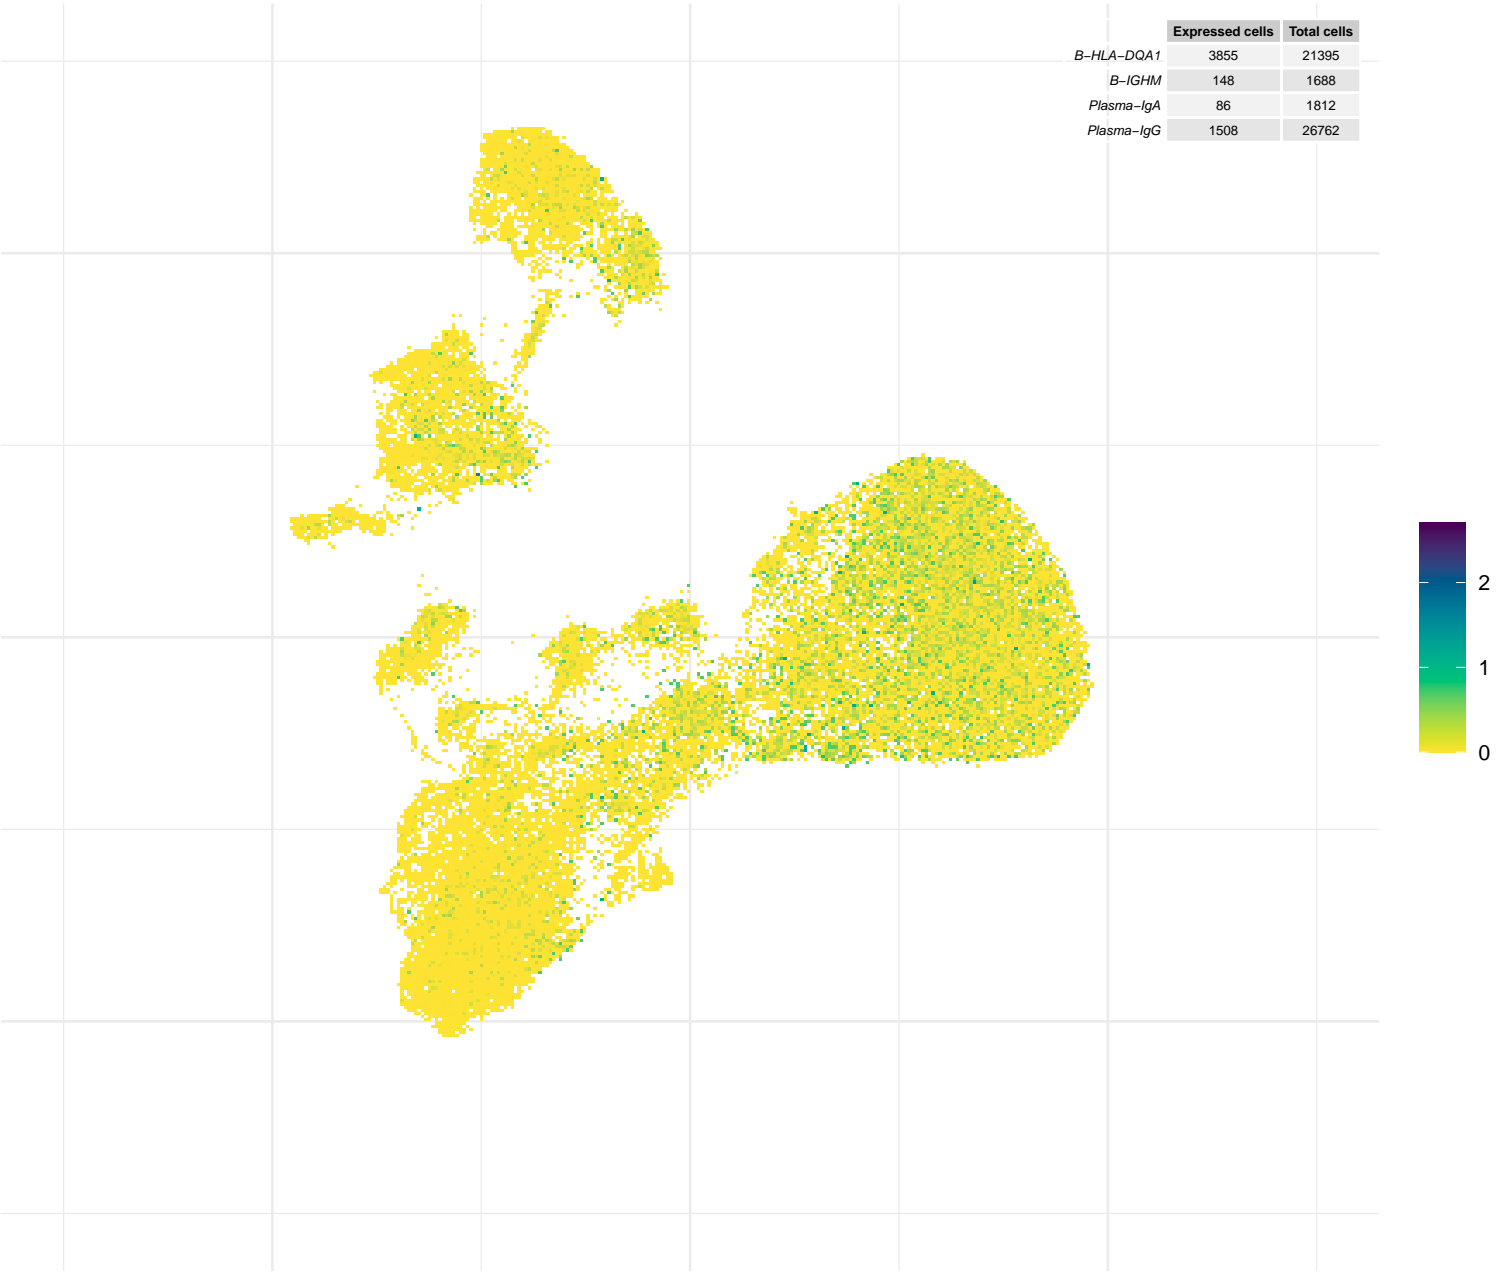 Expressed cells Total cells
B−HLA−DQA1 3855 21395
B−IGHM 148 1688
Plasma−IgA 86 1812
Plasma−IgG 1508 26762
2
1
0